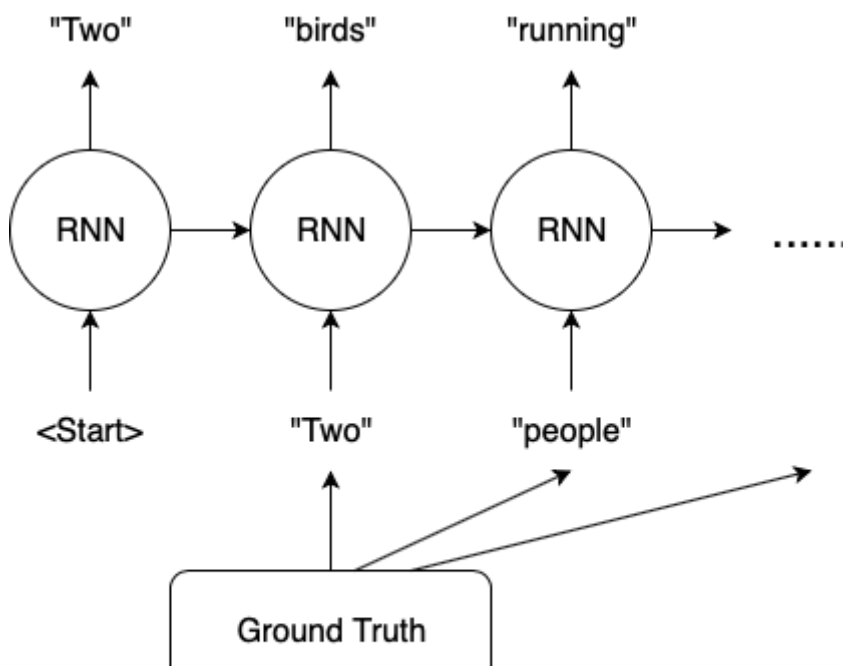 "Two" "birds" "running"
RNN RNN RNN ......
<Start> "Two" "people"
Ground Truth